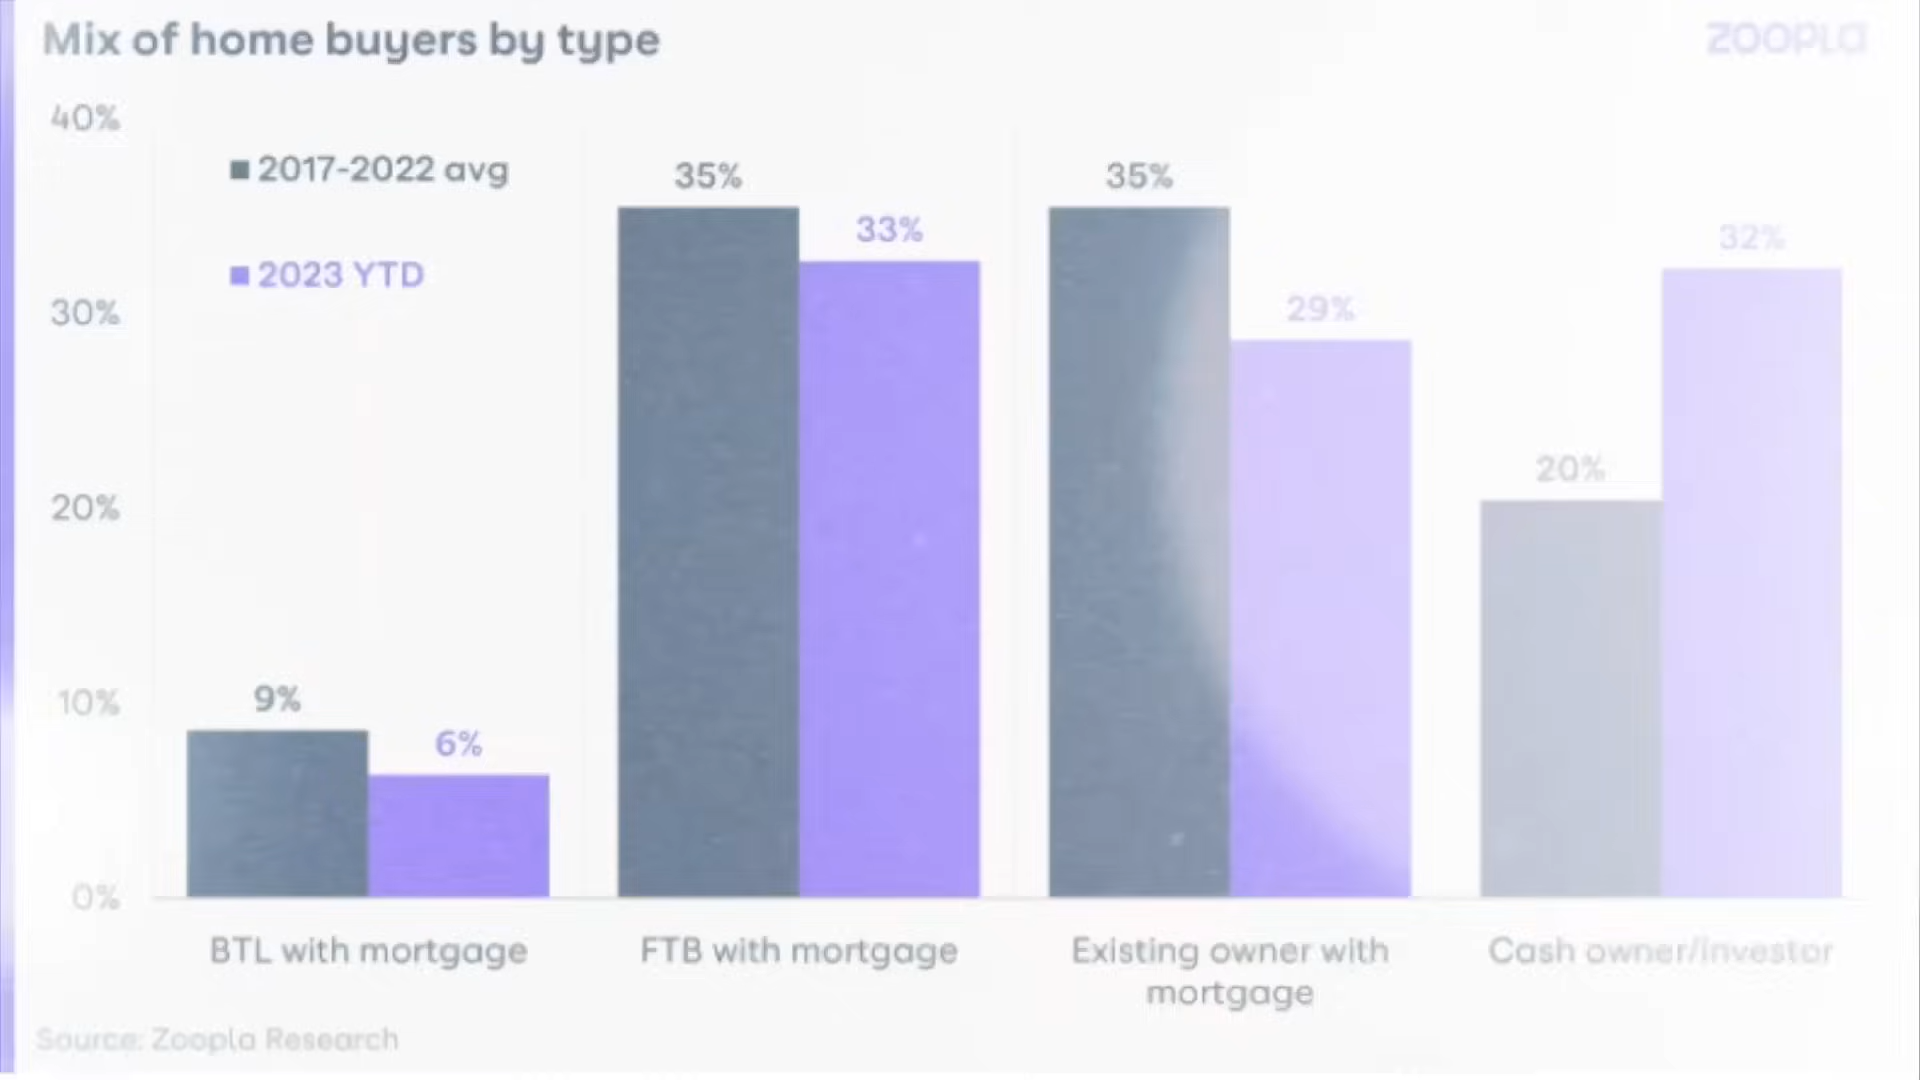 Mix of home buyers by type
ZOOPLA
40%
30%
20%
10%
0%
2017-2022 avg
2023 YTD
9%
6%
35%
33%
35%
29%
20%
32%
BTL with mortgage
FTB with mortgage
Existing owner with
mortgage
Cash owner/investor
Source: Zoopla Research